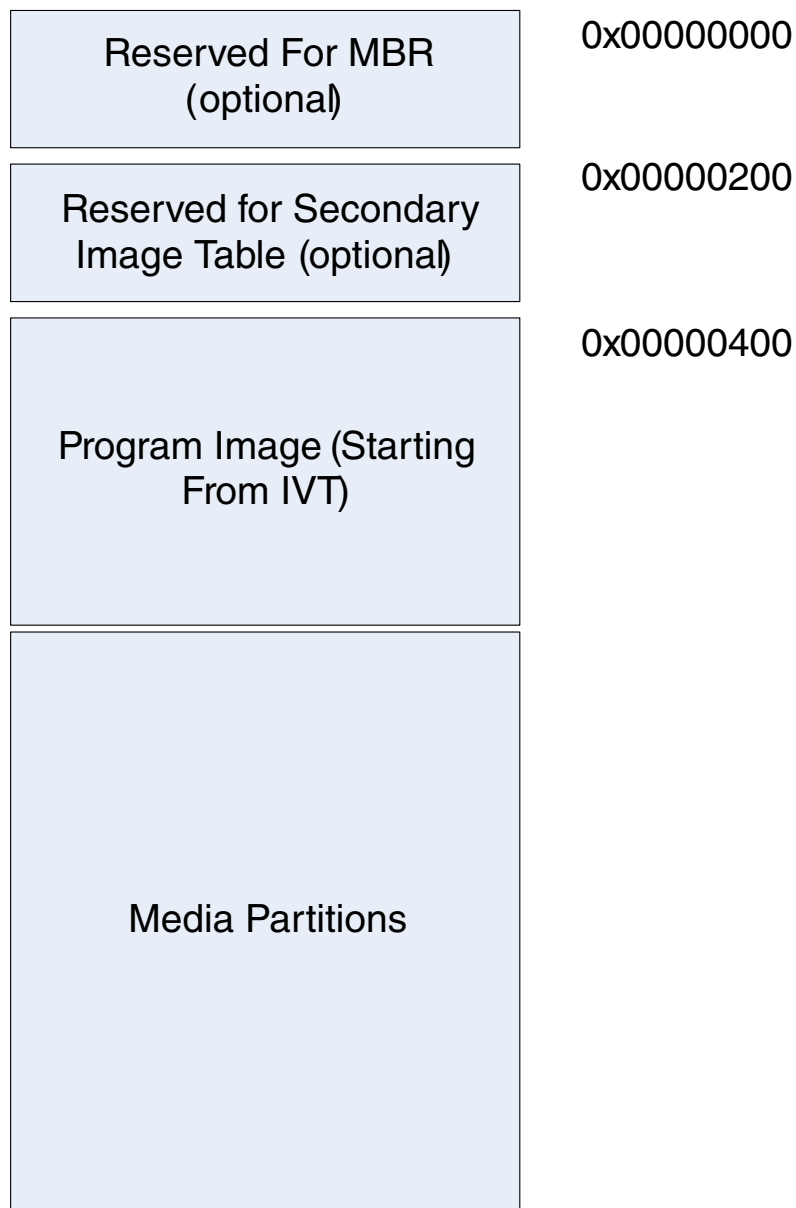 Reserved For MBR
(optional)
0x00000000
Reserved for Secondary
Image Table (optional)
0x00000200
Program Image (Starting
From IVT)
0x00000400
Media Partitions